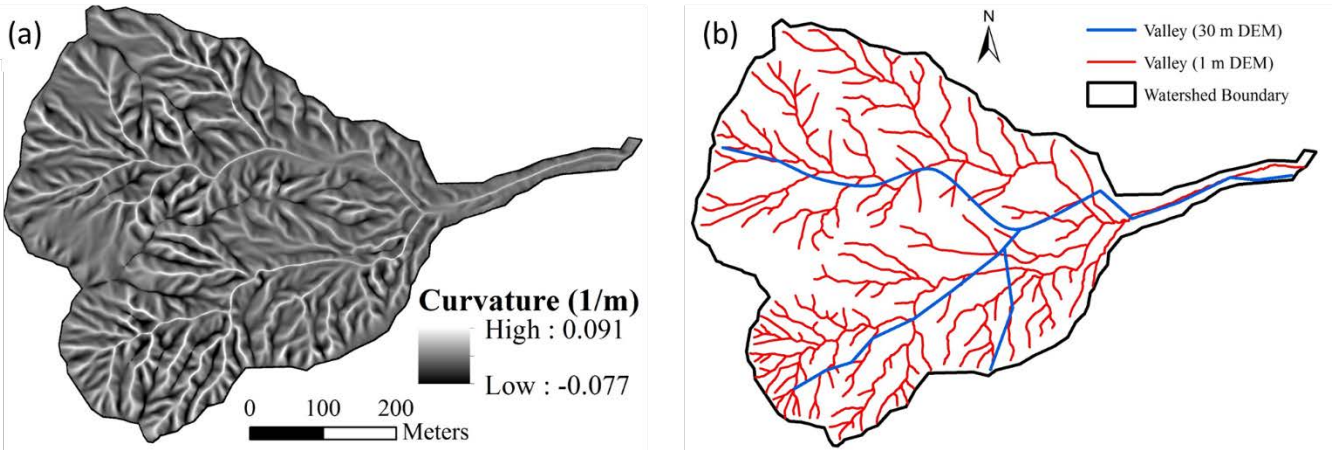 (a)
Curvature (1/m)
High : 0.091
Low : -0.077
0 100 200
Meters
(b)
N
Valley (30 m DEM)
Valley (1 m DEM)
Watershed Boundary